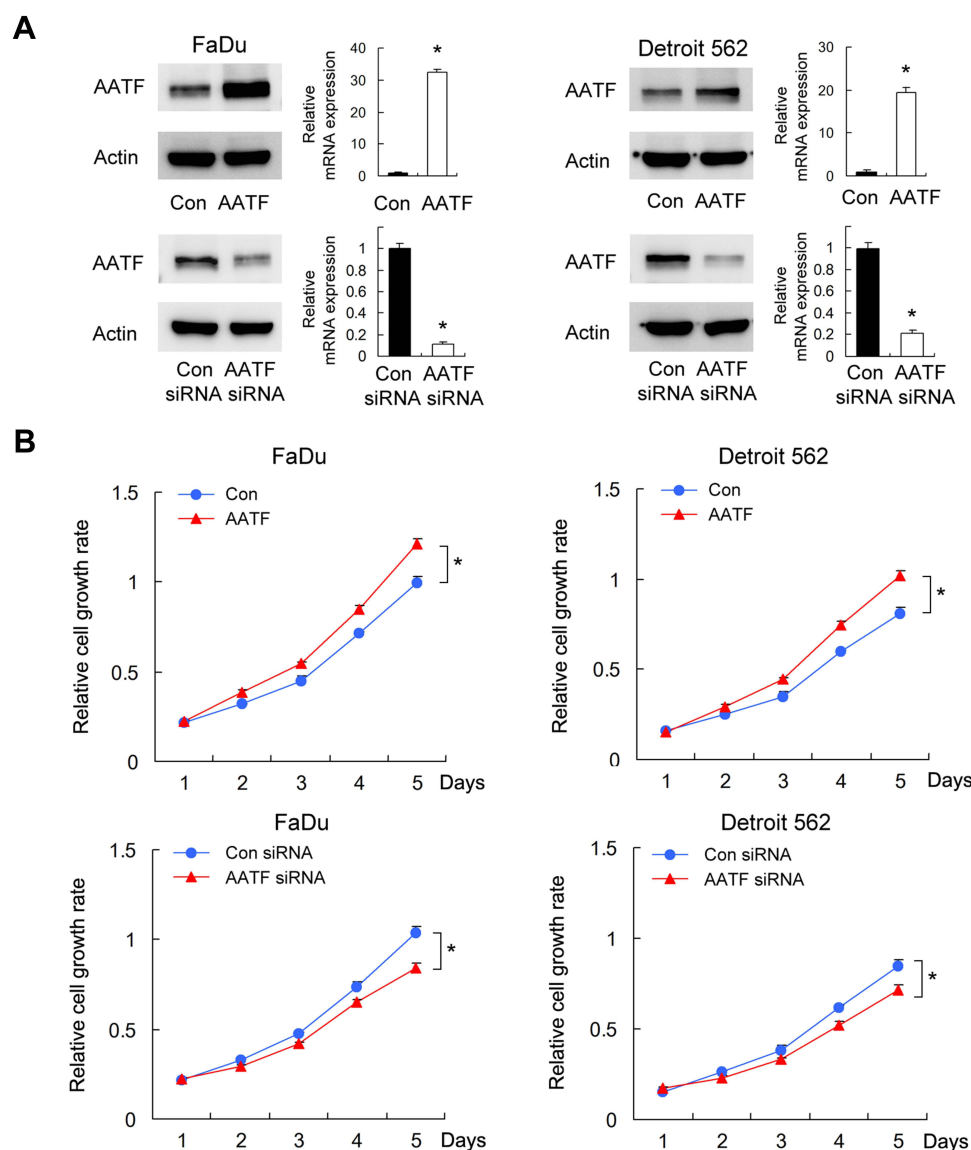 A
FaDu
AATF
Actin
Con AATF
Relative
mRNA expression
40
30
20
10
0
*
Con AATF
Detroit 562
AATF
Actin
Con AATF
Relative
mRNA expression
30
20
10
0
*
Con AATF
AATF
Actin
Con AATF
siRNA siRNA
Relative
mRNA expression
1
0.8
0.6
0.4
0.2
0
*
Con AATF
siRNA siRNA
AATF
Actin
Con AATF
siRNA siRNA
Relative
mRNA expression
1
0.8
0.6
0.4
0.2
0
*
Con AATF
siRNA siRNA
B
FaDu
Con
AATF
Relative cell growth rate
1.5
1
0.5
0
*
1 2 3 4 5 Days
Detroit 562
Con
AATF
Relative cell growth rate
1.5
1
0.5
0
*
1 2 3 4 5 Days
FaDu
Con siRNA
AATF siRNA
Relative cell growth rate
1.5
1
0.5
0
*
1 2 3 4 5 Days
Detroit 562
Con siRNA
AATF siRNA
Relative cell growth rate
1.5
1
0.5
0
*
1 2 3 4 5 Days